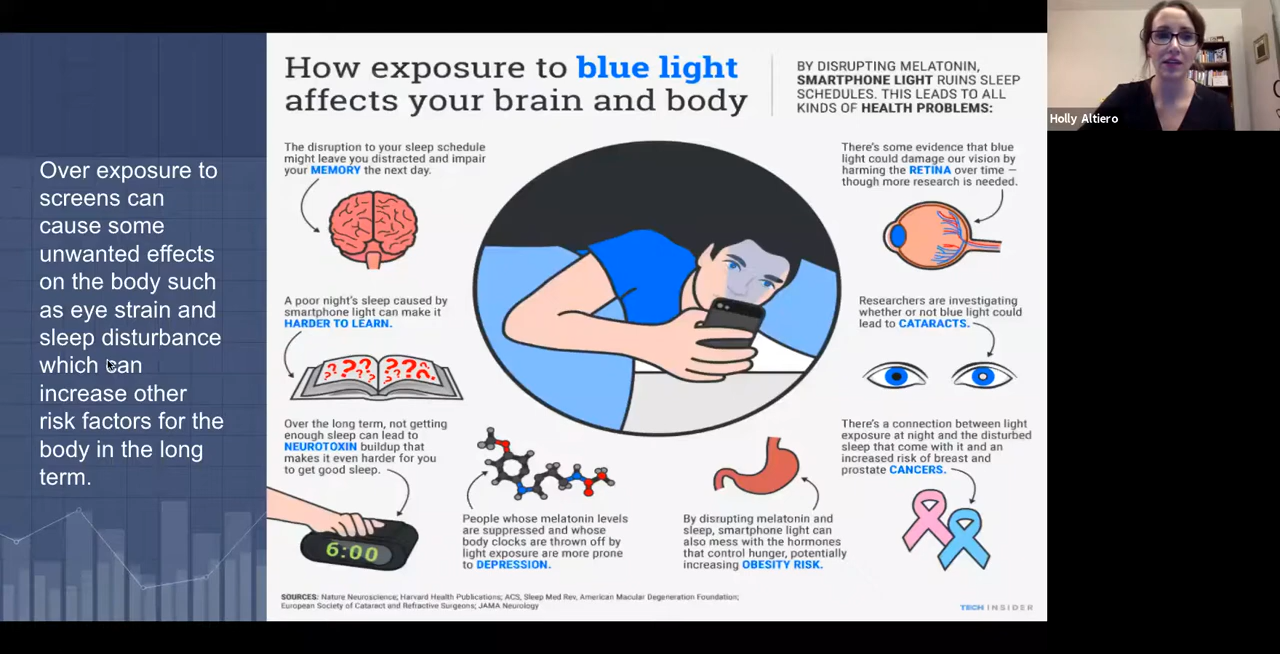 Over exposure to
screens can
cause some
unwanted effects
on the body such
as eye strain and
sleep disturbance
which can
increase other
risk factors for the
body in the long
term.
How exposure to blue light
affects your brain and body
BY DISRUPTING MELATONIN,
SMARTPHONE LIGHT RUINS SLEEP
SCHEDULES. THIS LEADS TO ALL
KINDS OF HEALTH PROBLEMS:
The disruption to your sleep schedule
might leave you distracted and impair
your MEMORY the next day.
There's some evidence that blue
light could damage our vision by
harming the RETINA over time —
though more research is needed.
A poor night's sleep caused by
smartphone light can make it
HARDER TO LEARN.
???
???
Researchers are investigating
whether or not blue light could
lead to CATARACTS.
Over the long term, not getting
enough sleep can lead to
NEUROTOXIN buildup that
makes it even harder for you
to get good sleep.
6:00
People whose melatonin levels
are suppressed and whose
body clocks are thrown off by
light exposure are more prone
to DEPRESSION.
By disrupting melatonin and
sleep, smartphone light can
also mess with the hormones
that control hunger, potentially
increasing OBESITY RISK.
There's a connection between light
exposure at night and the disturbed
sleep that come with it and an
increased risk of breast and
prostate CANCERS.
SOURCES: Nature Neuroscience; Harvard Health Publications; ACS, Sleep Med Rev, American Macular Degeneration Foundation;
European Society of Cataract and Refractive Surgeons; JAMA Neurology
TECH INSIDER
Holly Altiero